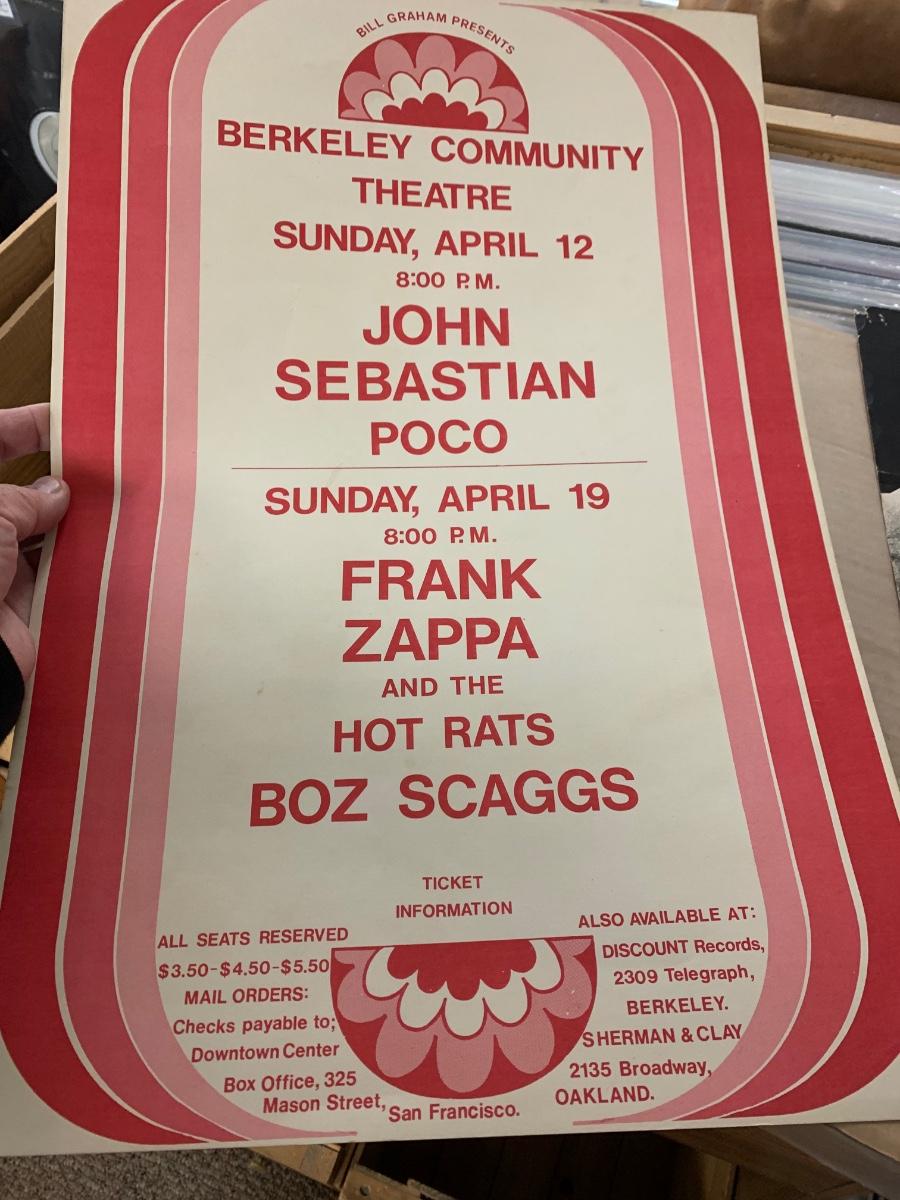 BILL GRAHAM PRESENTS
BERKELEY COMMUNITY
THEATRE
SUNDAY, APRIL 12
8:00 P.M.
JOHN
SEBASTIAN
POCO
SUNDAY, APRIL 19
8:00 P.M.
FRANK
ZAPPA
AND THE
HOT RATS
BOZ SCAGGS
TICKET
INFORMATION
ALL SEATS RESERVED
$3.50-$4.50-$5.50
MAIL ORDERS:
Checks payable to;
Downtown Center
Box Office, 325
Mason Street, San Francisco.
ALSO AVAILABLE AT:
DISCOUNT Records,
2309 Telegraph,
BERKELEY.
SHERMAN & CLAY
2135 Broadway,
OAKLAND.